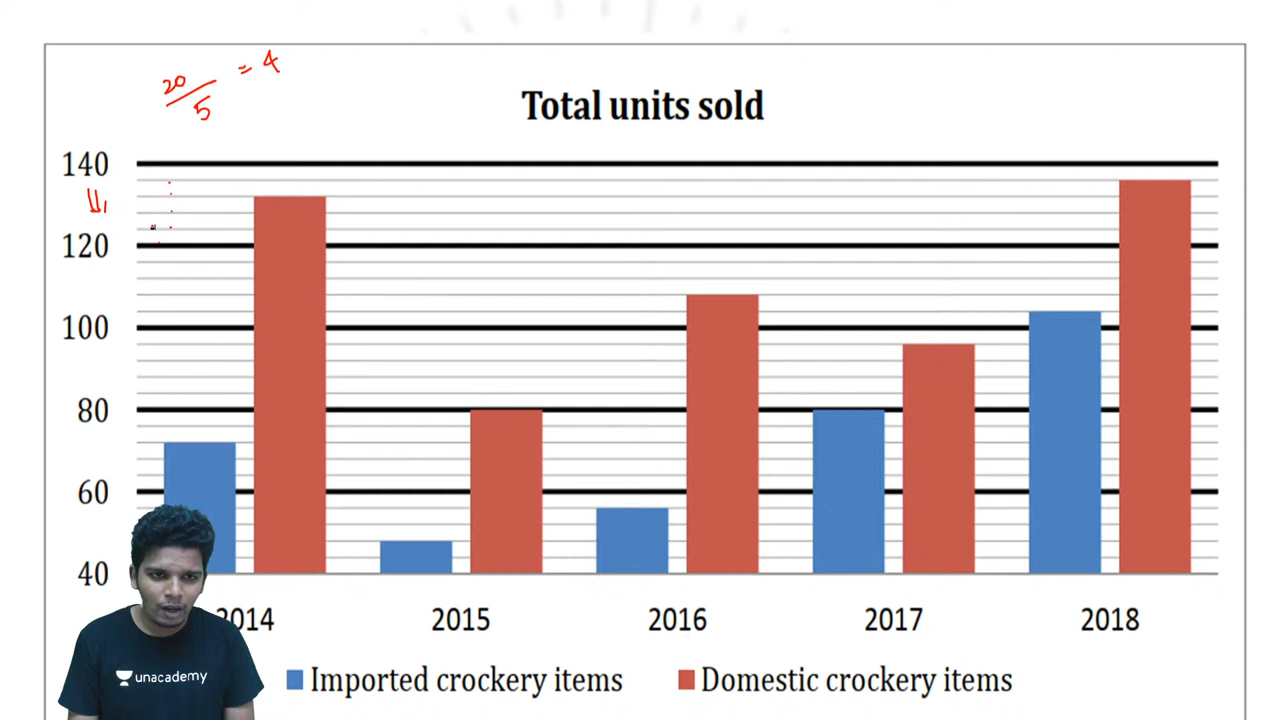 20/5 = 4
Total units sold
140
120
100
80
60
40
2014 2015 2016 2017 2018
Imported crockery items Domestic crockery items
unacademy